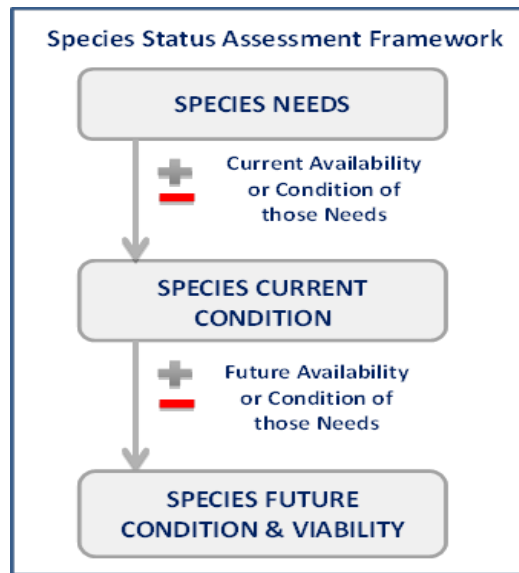 Species Status Assessment Framework
SPECIES NEEDS
Current Availability
or Condition of
those Needs
SPECIES CURRENT
CONDITION
Future Availability
or Condition of
those Needs
SPECIES FUTURE
CONDITION & VIABILITY